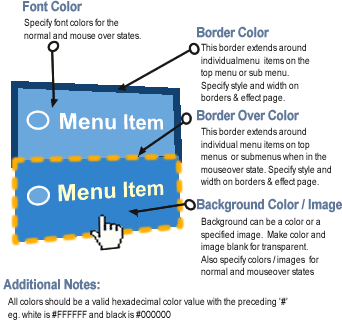 Font Color
Specify font colors for the
normal and mouse over states.
Border Color
This border extends around
individualmenu items on the
top menu or sub menu.
Specify style and width on
borders & effect page.
Menu Item
Border Over Color
This border extends around
individual menu items on top
menus or submenus when in the
mouseover state. Specify style and
width on borders & effect page.
Menu Item
Background Color / Image
Background can be a color or a
specified image. Make color and
image blank for transparent.
Also specify colors / images for
normal and mouseover states
Additional Notes:
All colors should be a valid hexadecimal color value with the preceding '#'
eg. white is #FFFFFF and black is #000000